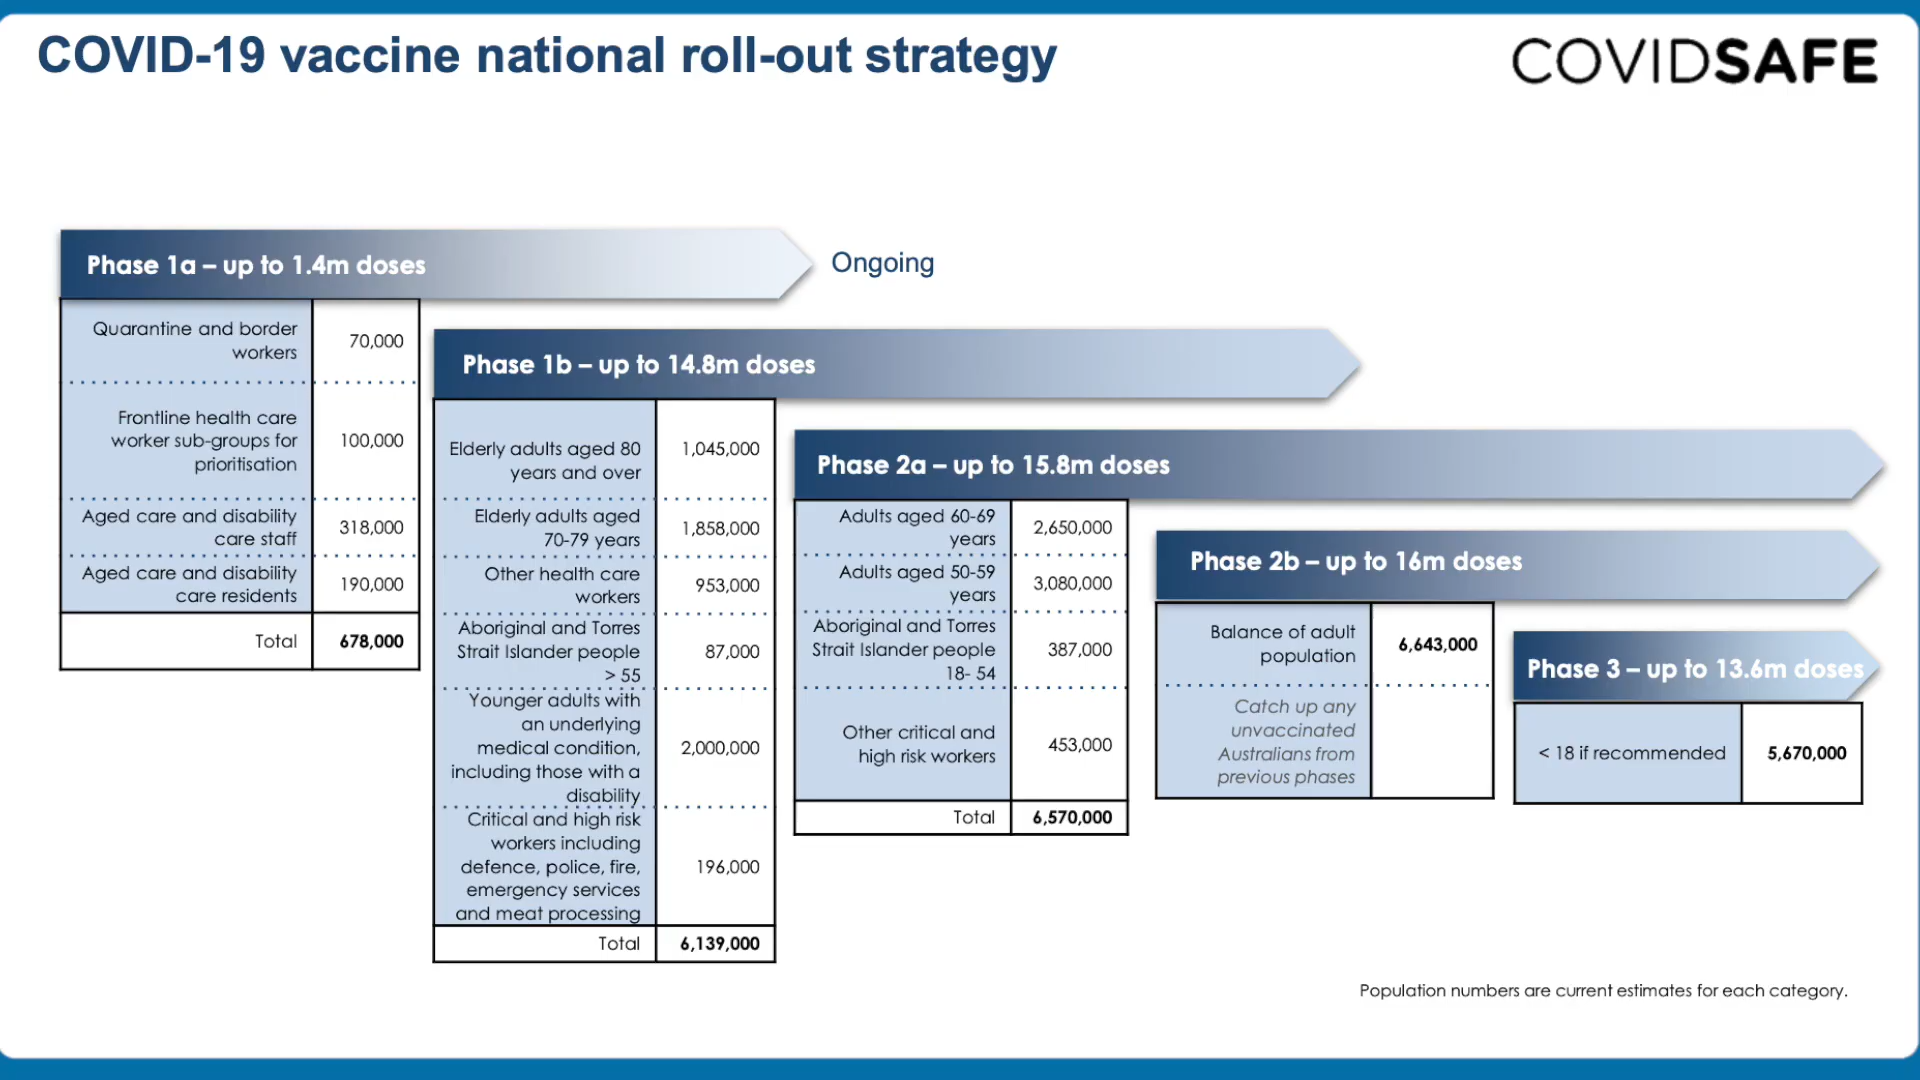 COVID-19 vaccine national roll-out strategy
COVIDSAFE
Phase 1a – up to 1.4m doses
Ongoing
Quarantine and border
workers
70,000
Frontline health care
worker sub-groups for
prioritisation
100,000
Aged care and disability
care staff
318,000
Aged care and disability
care residents
190,000
Total
678,000
Phase 1b – up to 14.8m doses
Elderly adults aged 80
years and over
1,045,000
Elderly adults aged
70-79 years
1,858,000
Other health care
workers
953,000
Aboriginal and Torres
Strait Islander people
> 55
87,000
Younger adults with
an underlying
medical condition,
including those with a
disability
2,000,000
Critical and high risk
workers including
defence, police, fire,
emergency services
and meat processing
196,000
Total
6,139,000
Phase 2a – up to 15.8m doses
Adults aged 60-69
years
2,650,000
Adults aged 50-59
years
3,080,000
Aboriginal and Torres
Strait Islander people
18- 54
387,000
Other critical and
high risk workers
453,000
Total
6,570,000
Phase 2b – up to 16m doses
Balance of adult
population
6,643,000
Catch up any
unvaccinated
Australians from
previous phases
Phase 3 – up to 13.6m doses
< 18 if recommended
5,670,000
Population numbers are current estimates for each category.